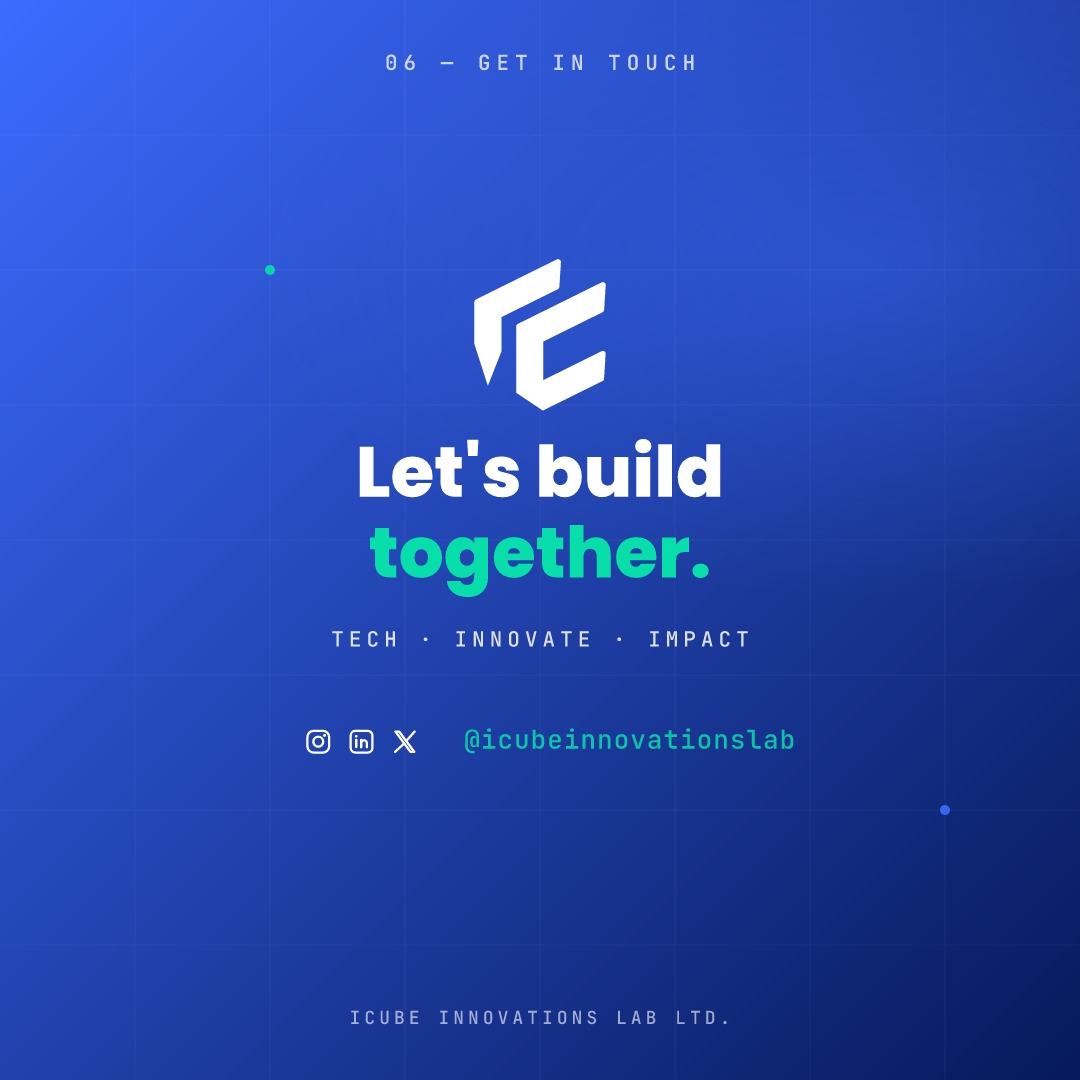 06 — GET IN TOUCH
Let's build
together.
TECH · INNOVATE · IMPACT
@icubeinnovationslab
ICUBE INNOVATIONS LAB LTD.